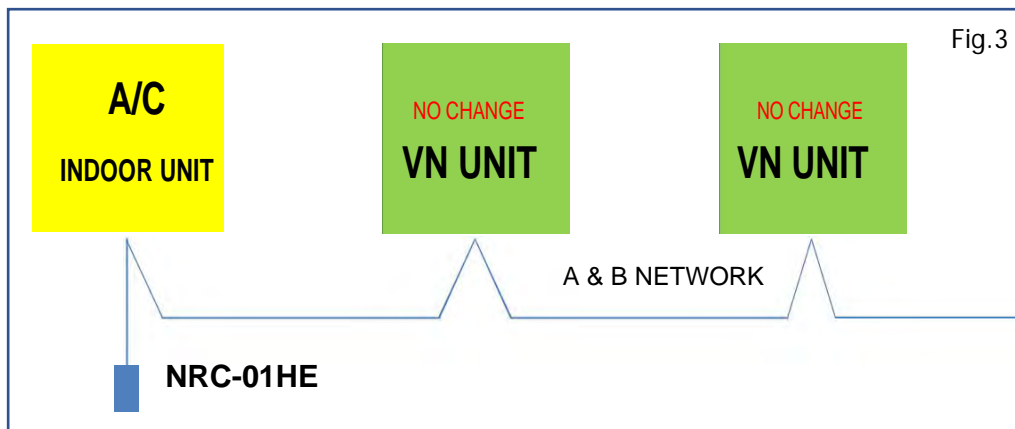 Fig.3
A/C
INDOOR UNIT
NO CHANGE
VN UNIT
NO CHANGE
VN UNIT
A & B NETWORK
NRC-01HE